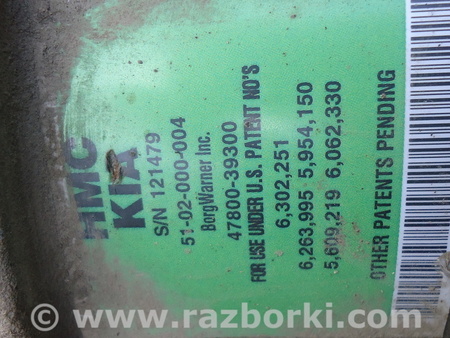 HMC
KIA
S/N 121479
51-02-000-004
BorgWarner Inc.
47800-39300
FOR USE UNDER U.S. PATENT NO'S
6,302,251
6,263,995 5,954,150
5,609,219 6,062,330
OTHER PATENTS PENDING
© www.razborki.com